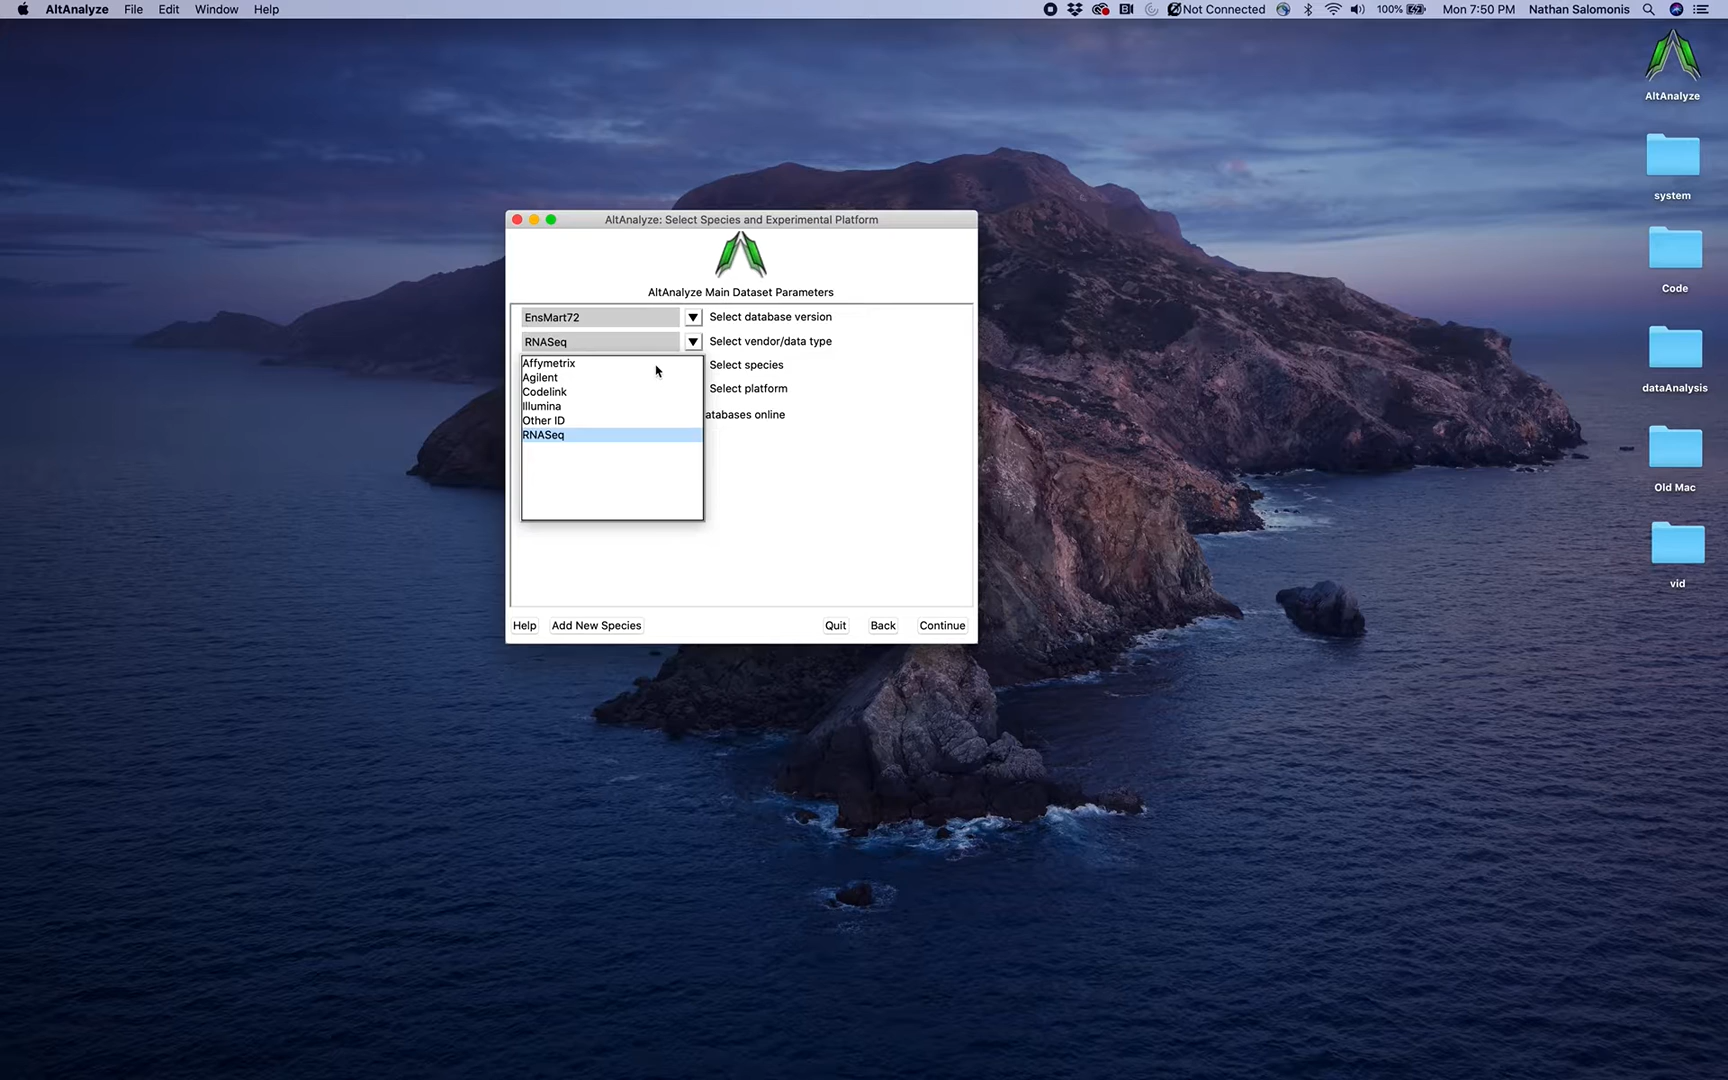 AltAnalyze File Edit Window Help Not Connected 100% Mon 7:50 PM Nathan Salomonis
AltAnalyze
system
Code
dataAnalysis
Old Mac
vid
AltAnalyze: Select Species and Experimental Platform
AltAnalyze Main Dataset Parameters
EnsMart72 Select database version
RNASeq Select vendor/data type
Affymetrix
Agilent
Codelink
Illumina
Other ID
RNASeq
Select species
Select platform
atabases online
Help Add New Species Quit Back Continue